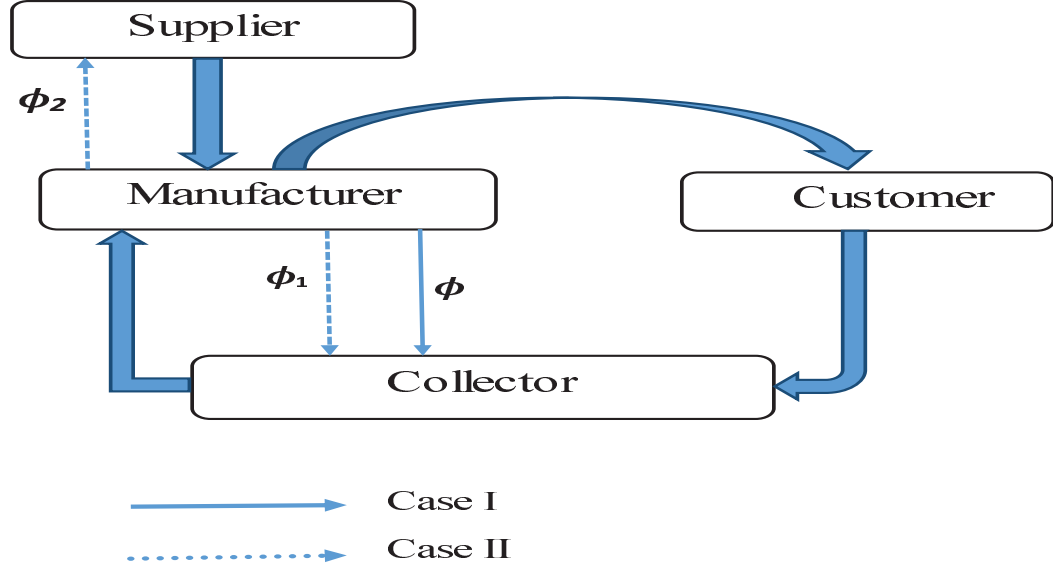 Supplier
ϕ₂
Manufacturer
Customer
ϕ₁
ϕ
Collector
Case I
Case II